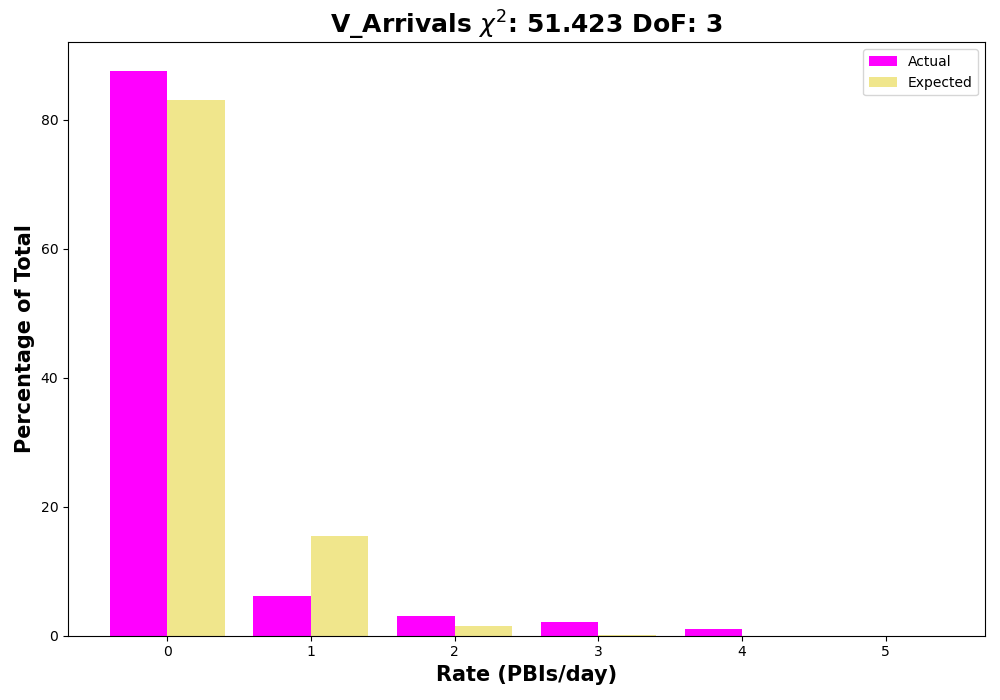 V_Arrivals χ²: 51.423 DoF: 3
Actual
Expected
Percentage of Total
80
60
40
20
0
0 1 2 3 4 5
Rate (PBIs/day)